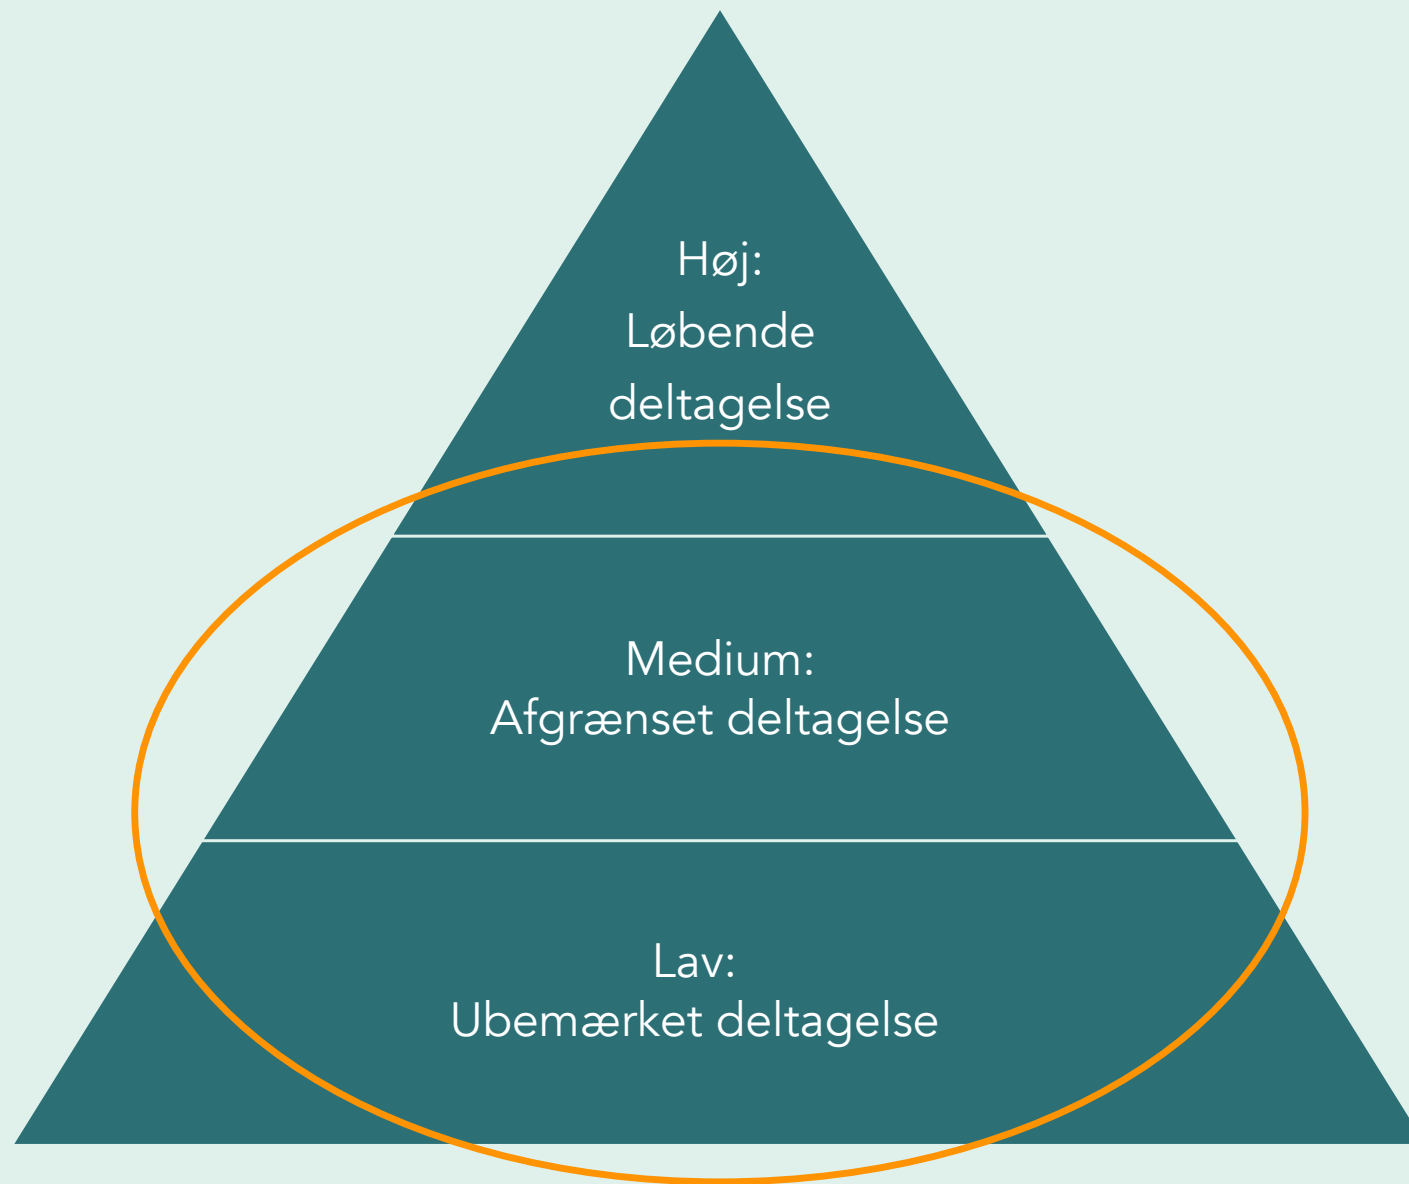 Høj:
Løbende
deltagelse
Medium:
Afgrænset deltagelse
Lav:
Ubemærket deltagelse